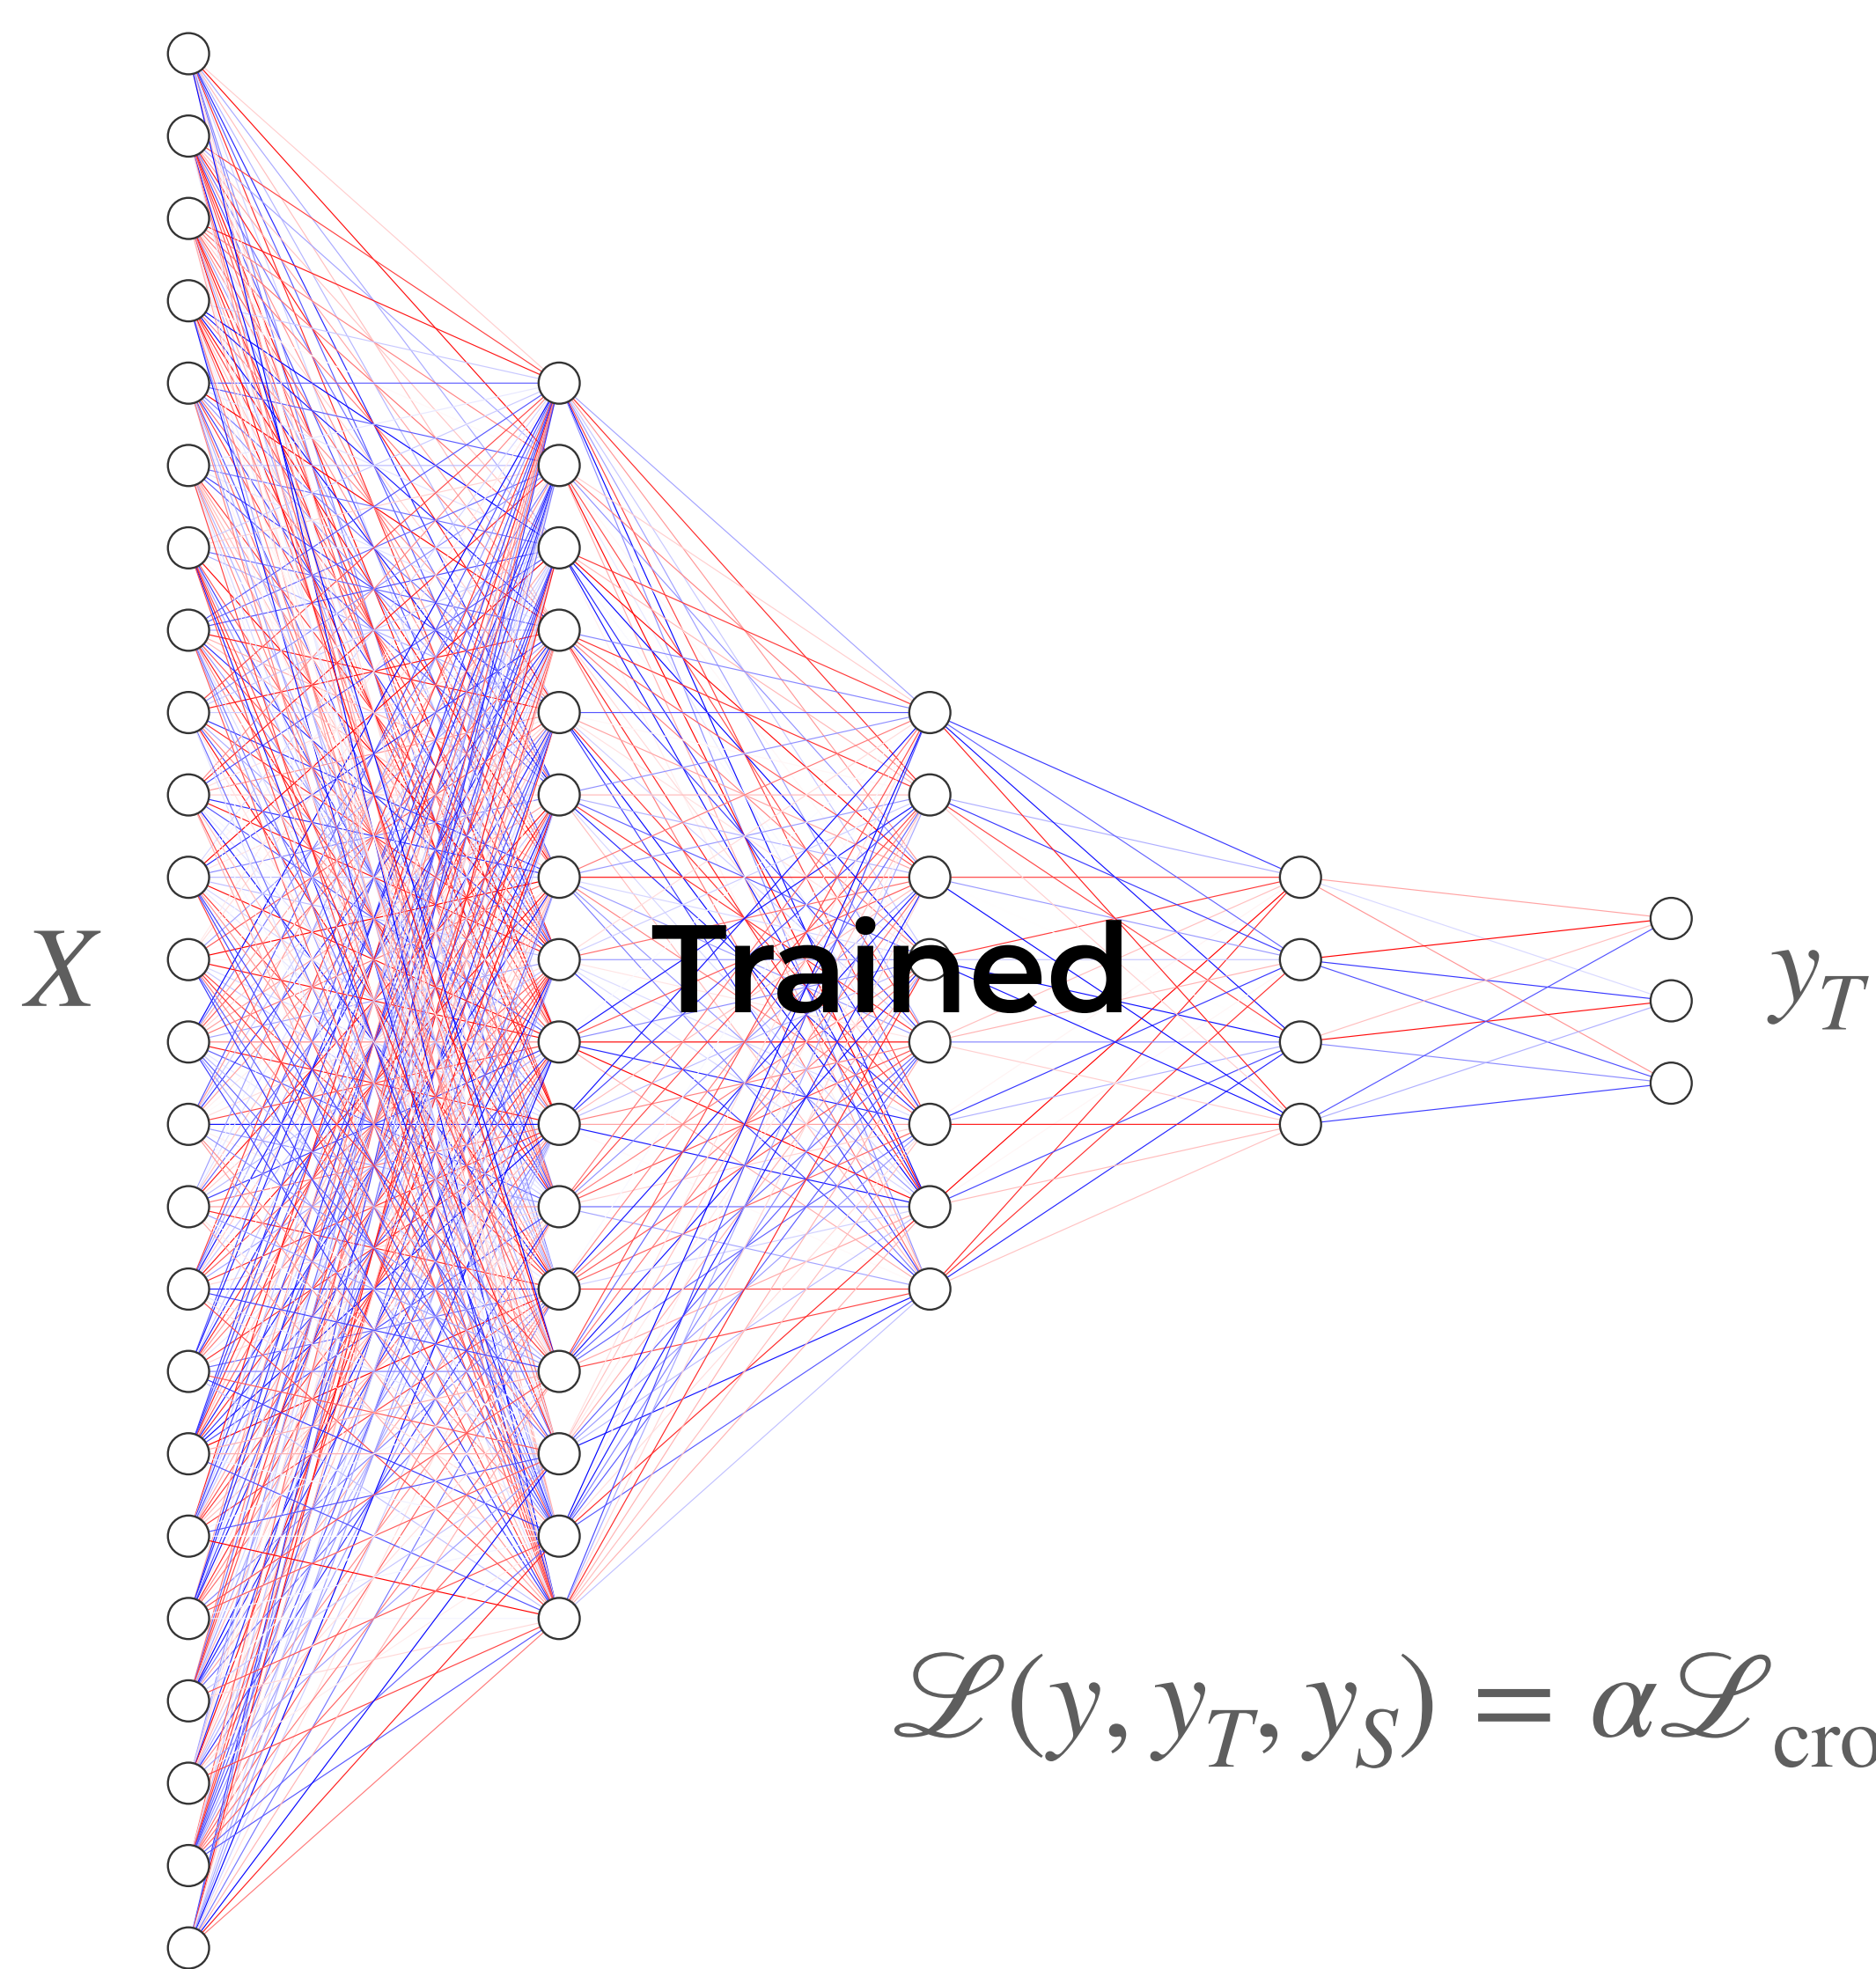 X
Trained
y_T
ℒ(y, y_T, y_S) = αℒ_cro